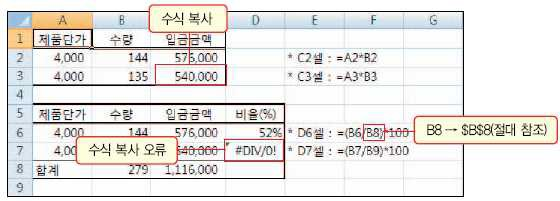 수식 복사
A B C D E F G
1 제품단가 수량 입금금액
2 4,000 144 576,000 * C2셀 : =A2*B2
3 4,000 135 540,000 * C3셀 : =A3*B3
4
5 제품단가 수량 입금금액 비율(%)
6 4,000 144 576,000 52% * D6셀 : =(B6/B8)*100 B8 → $B$8(절대 참조)
7 수식 복사 오류 540,000 #DIV/0! * D7셀 : =(B7/B9)*100
8 합계 279 1,116,000